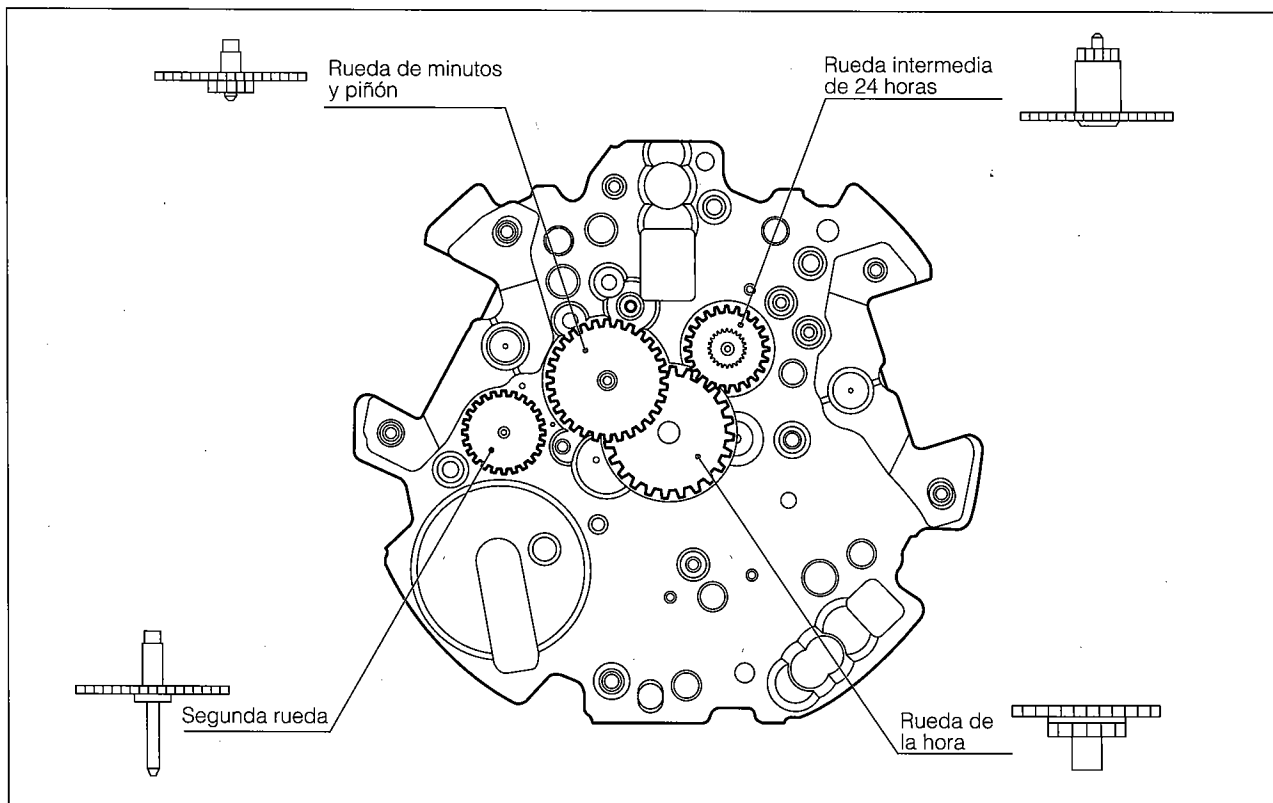 Rueda de minutos
y piñón
Rueda intermedia
de 24 horas
Segunda rueda
Rueda de
la hora